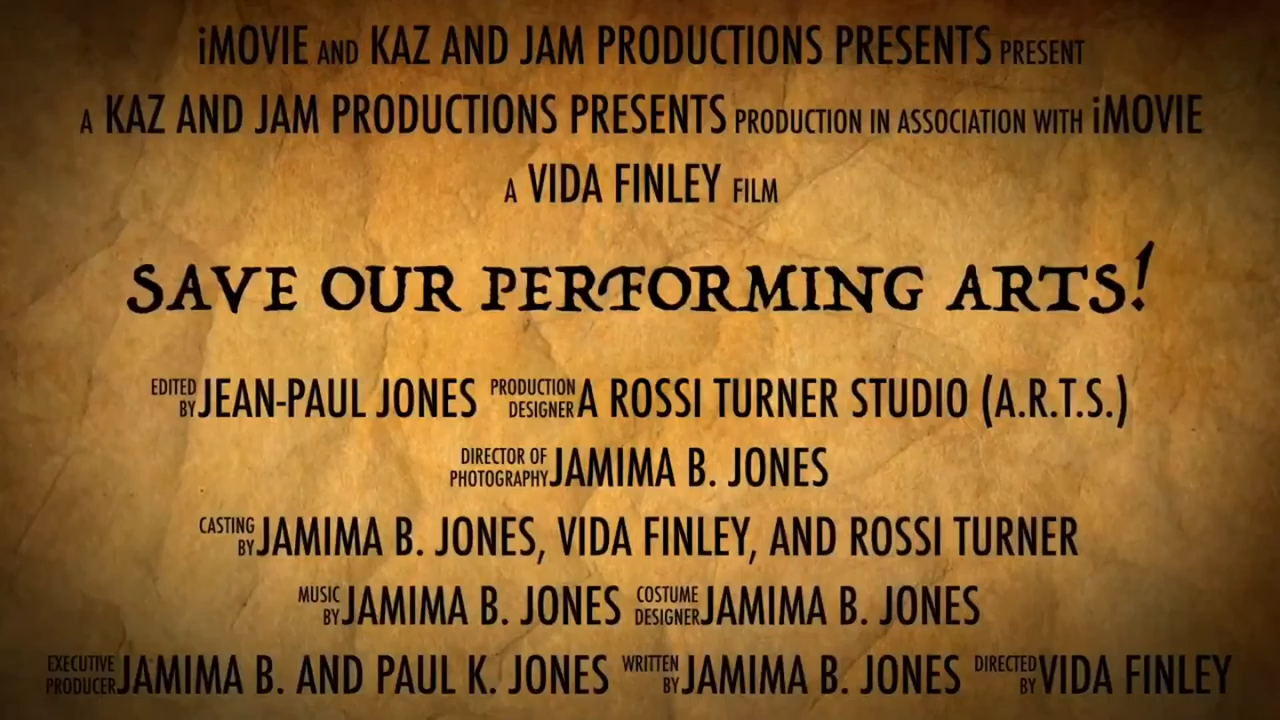 iMOVIE AND KAZ AND JAM PRODUCTIONS PRESENTS PRESENT
A KAZ AND JAM PRODUCTIONS PRESENTS PRODUCTION IN ASSOCIATION WITH iMOVIE
A VIDA FINLEY FILM
SAVE OUR PERFORMING ARTS!
EDITED BY JEAN-PAUL JONES PRODUCTION DESIGNER A ROSSI TURNER STUDIO (A.R.T.S.)
DIRECTOR OF PHOTOGRAPHY JAMIMA B. JONES
CASTING BY JAMIMA B. JONES, VIDA FINLEY, AND ROSSI TURNER
MUSIC BY JAMIMA B. JONES COSTUME DESIGNER JAMIMA B. JONES
EXECUTIVE PRODUCER JAMIMA B. AND PAUL K. JONES WRITTEN BY JAMIMA B. JONES DIRECTED BY VIDA FINLEY